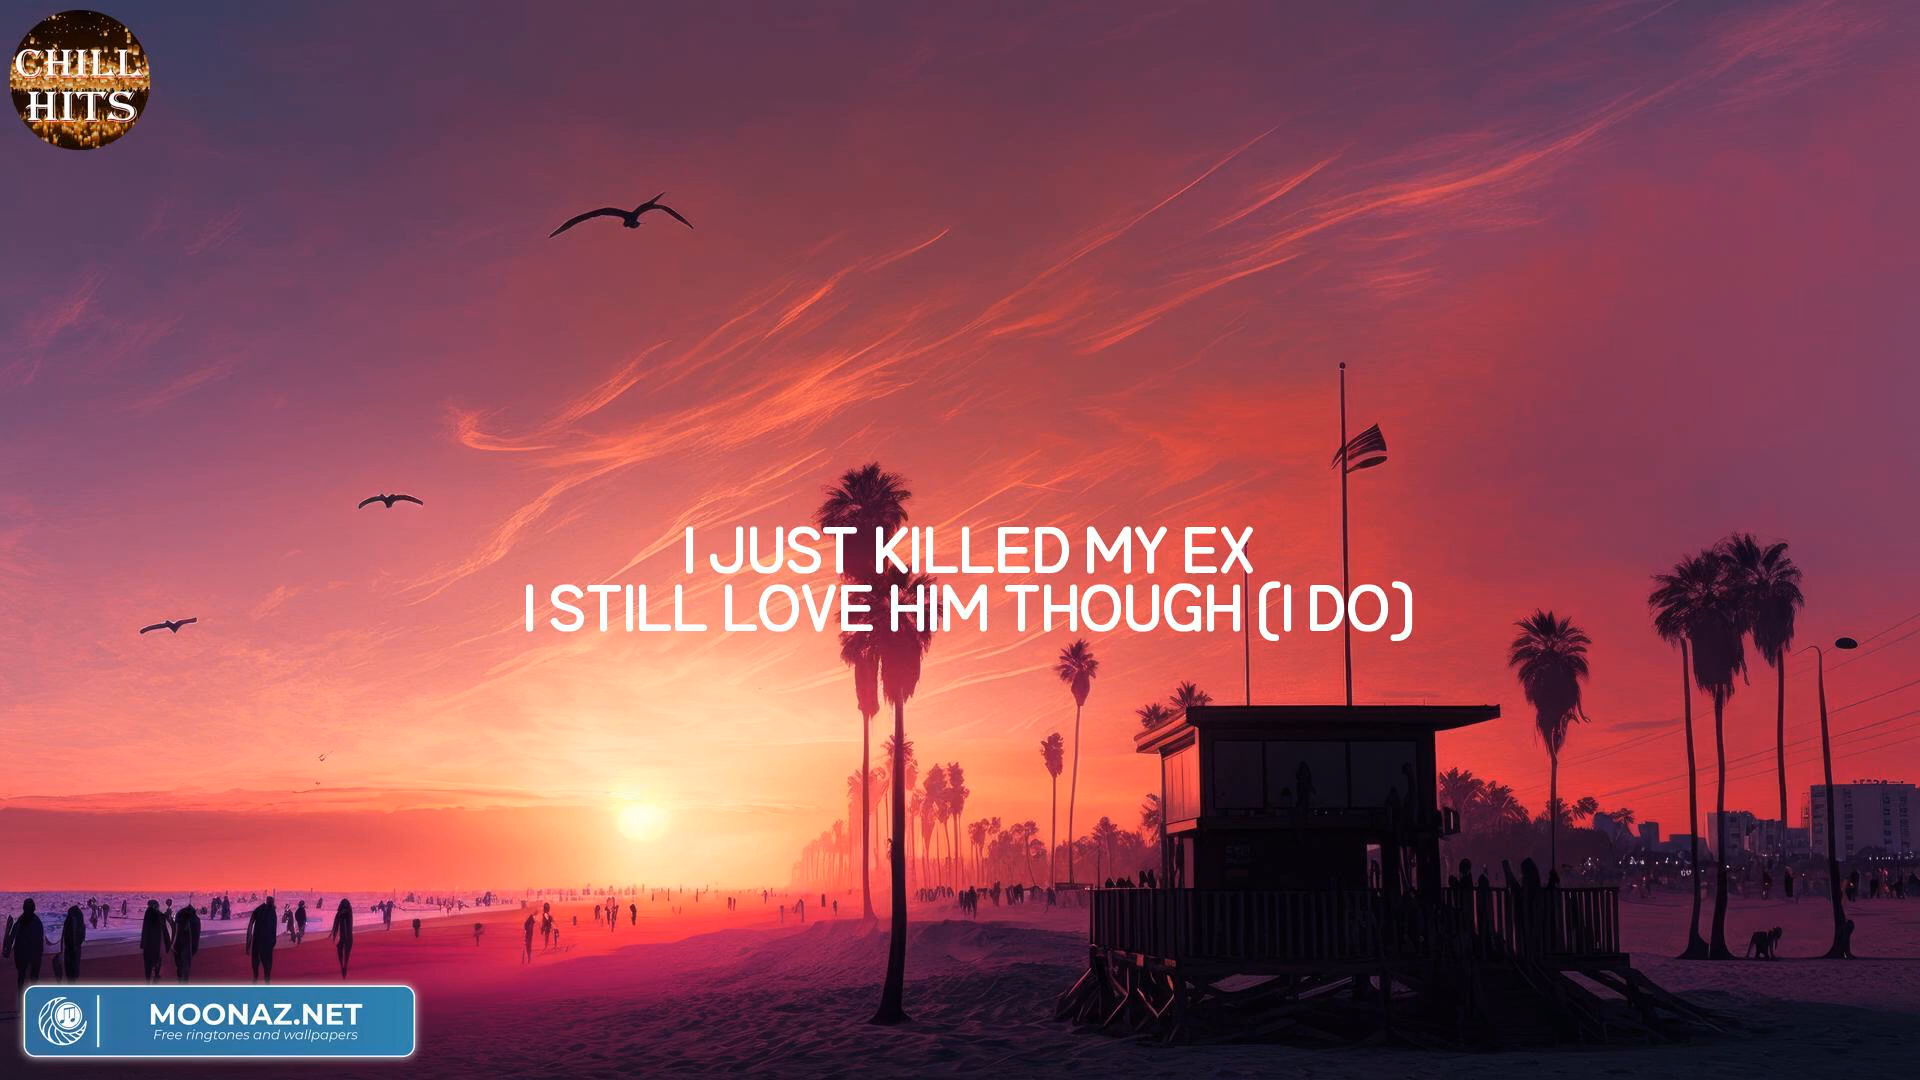 CHILL
HITS
I JUST KILLED MY EX
I STILL LOVE HIM THOUGH (I DO)
MOONAZ.NET
Free ringtones and wallpapers